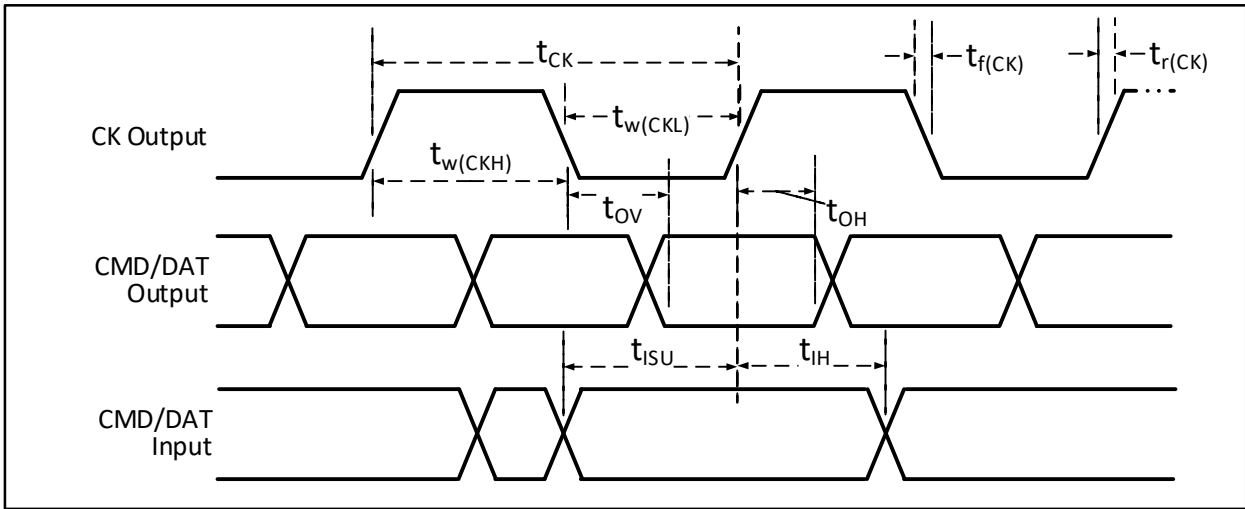 tCK
tf(CK)
tr(CK)
CK Output
tw(CKL)
tw(CKH)
tOV
tOH
CMD/DAT
Output
tISU
tIH
CMD/DAT
Input